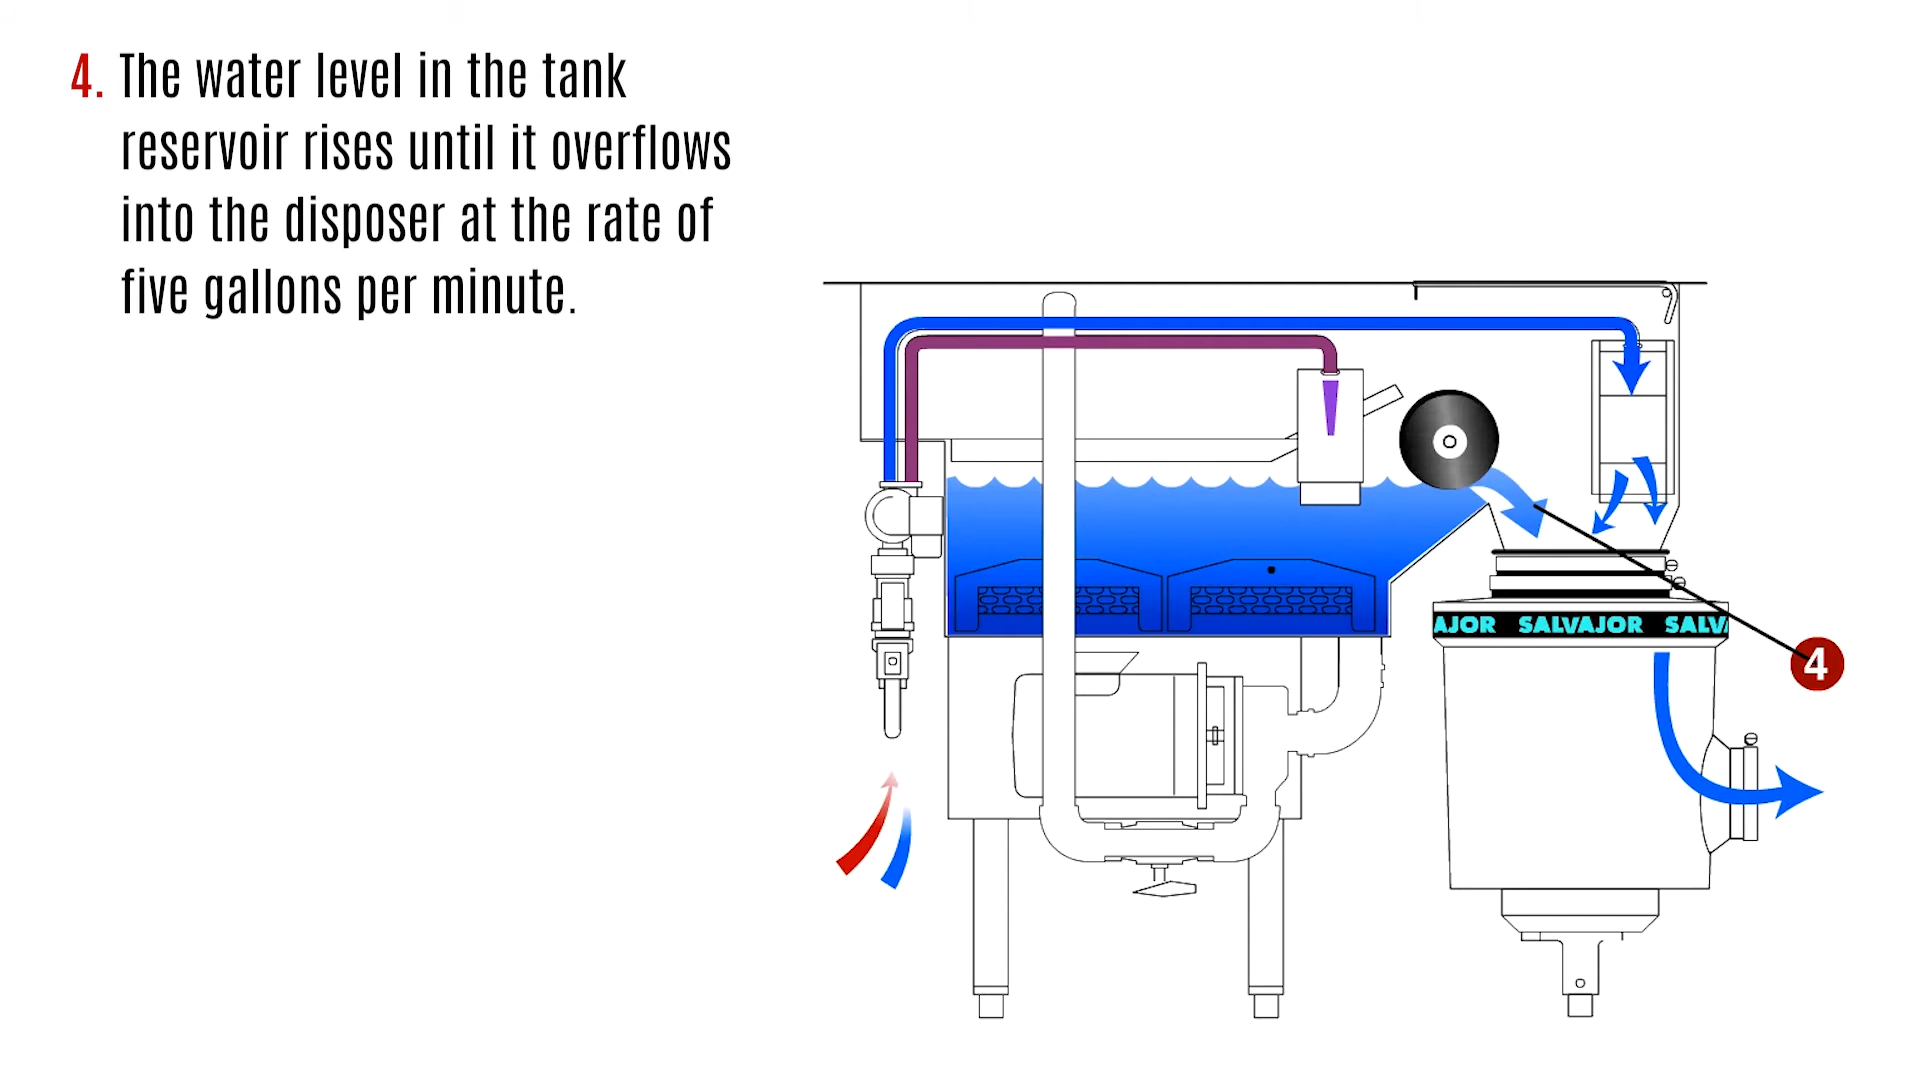 4. The water level in the tank
reservoir rises until it overflows
into the disposer at the rate of
five gallons per minute.
AJOR SALVAJOR SALV
4